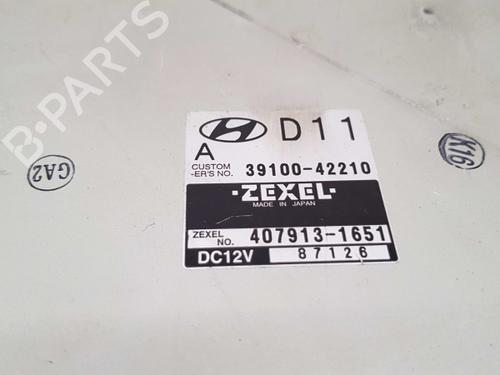 B-PARTS
D11
A
CUSTOM
-ER'S NO. 39100-42210
·ZEXEL·
MADE IN JAPAN
ZEXEL
NO. 407913-1651
DC12V 87126
GA2
K16